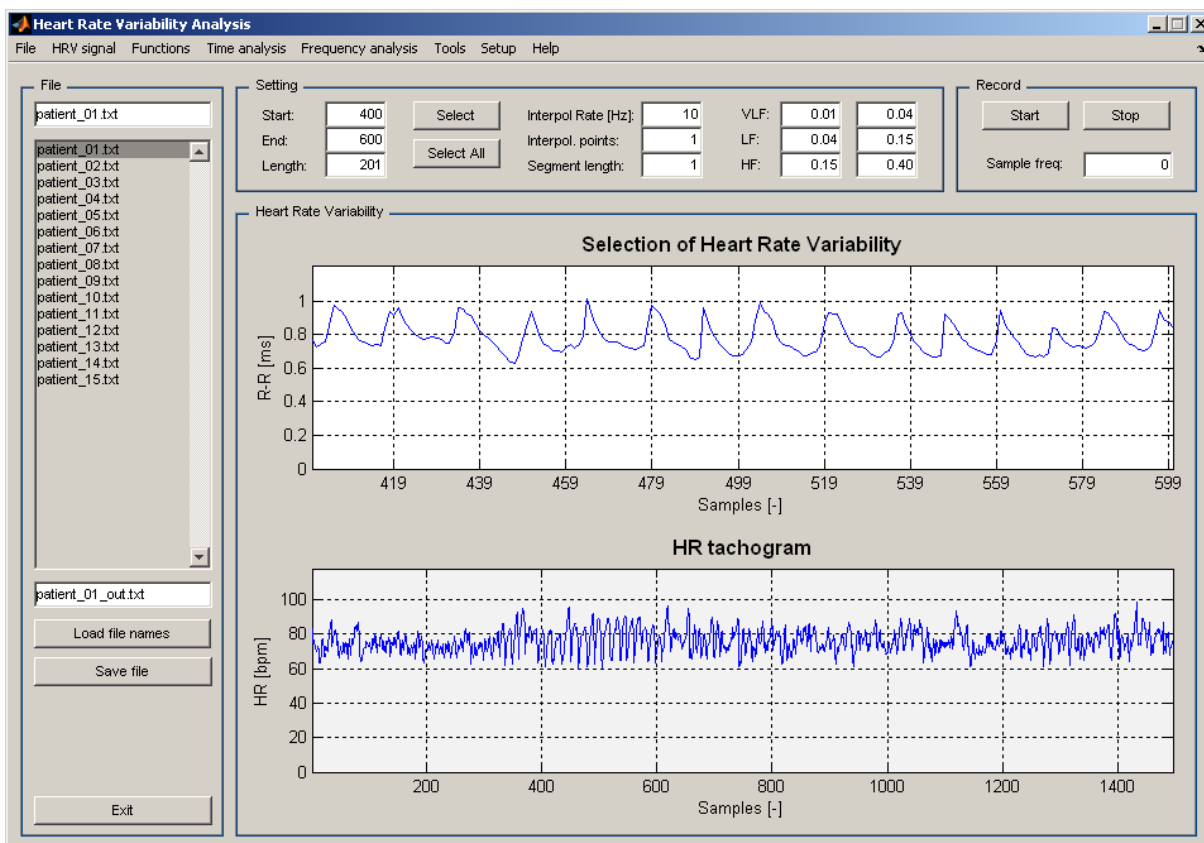 Heart Rate Variability Analysis
File HRV signal Functions Time analysis Frequency analysis Tools Setup Help
File
patient_01.txt
patient_01.txt
patient_02.txt
patient_03.txt
patient_04.txt
patient_05.txt
patient_06.txt
patient_07.txt
patient_08.txt
patient_09.txt
patient_10.txt
patient_11.txt
patient_12.txt
patient_13.txt
patient_14.txt
patient_15.txt
patient_01_out.txt
Load file names
Save file
Exit
Setting
Start: 400 Select Interpol Rate [Hz]: 10 VLF: 0.01 0.04
End: 600 Select All Interpol. points: 1 LF: 0.04 0.15
Length: 201 Segment length: 1 HF: 0.15 0.40
Record
Start Stop
Sample freq: 0
Heart Rate Variability
Selection of Heart Rate Variability
R-R [ms]
1
0.8
0.6
0.4
0.2
0
419 439 459 479 499 519 539 559 579 599
Samples [-]
HR tachogram
HR [bpm]
100
80
60
40
20
0
200 400 600 800 1000 1200 1400
Samples [-]